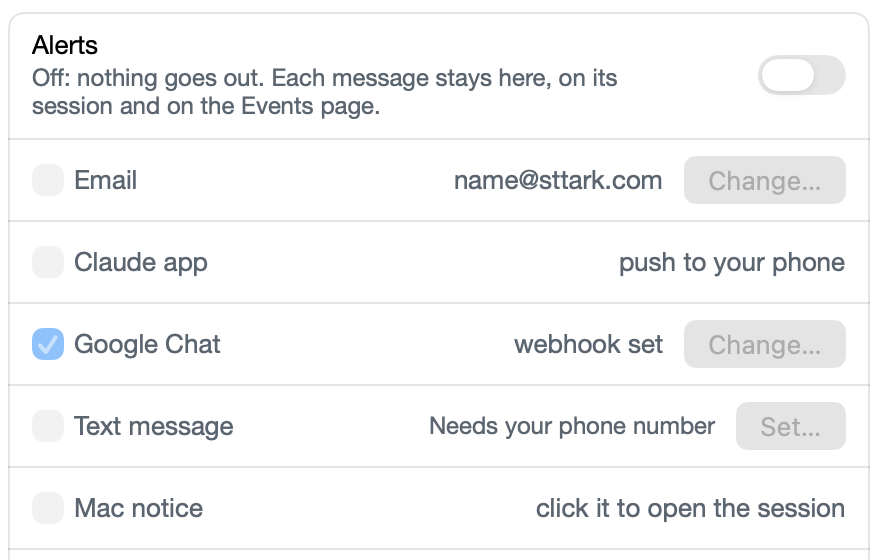 Alerts
Off: nothing goes out. Each message stays here, on its
session and on the Events page.
Email name@sttark.com Change...
Claude app push to your phone
Google Chat webhook set Change...
Text message Needs your phone number Set...
Mac notice click it to open the session